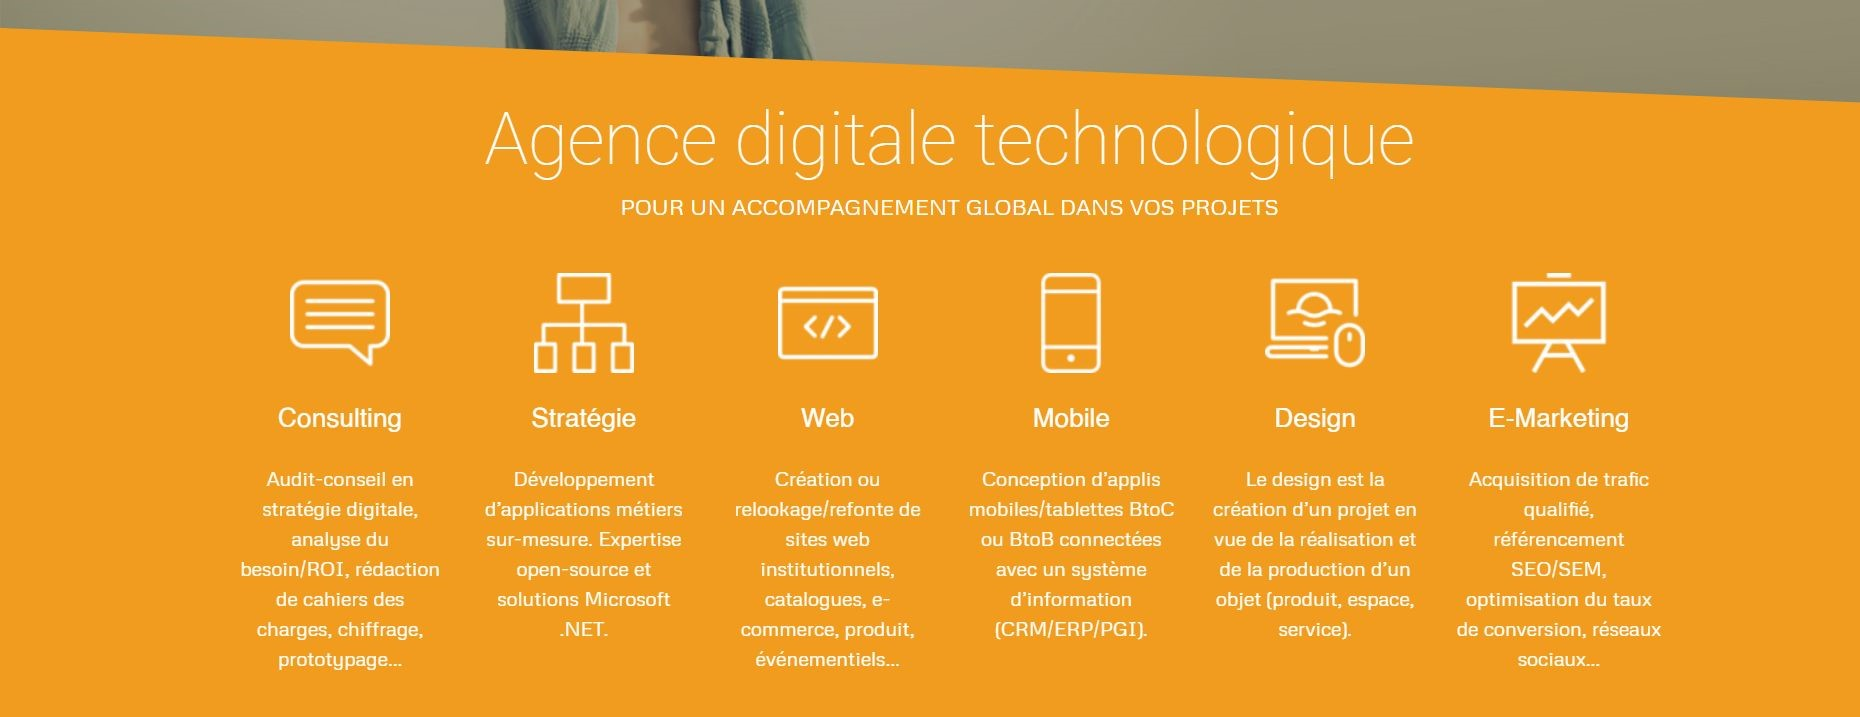 Agence digitale technologique
POUR UN ACCOMPAGNEMENT GLOBAL DANS VOS PROJETS
Consulting
Audit-conseil en
stratégie digitale,
analyse du
besoin/ROI, rédaction
de cahiers des
charges, chiffrage,
prototypage...
Stratégie
Développement
d'applications métiers
sur-mesure. Expertise
open-source et
solutions Microsoft
.NET.
Web
Création ou
relookage/refonte de
sites web
institutionnels,
catalogues, e-
commerce, produit,
événementiels...
Mobile
Conception d'applis
mobiles/tablettes BtoC
ou BtoB connectées
avec un système
d'information
(CRM/ERP/PGI).
Design
Le design est la
création d'un projet en
vue de la réalisation et
de la production d'un
objet (produit, espace,
service).
E-Marketing
Acquisition de trafic
qualifié,
référencement
SEO/SEM,
optimisation du taux
de conversion, réseaux
sociaux...